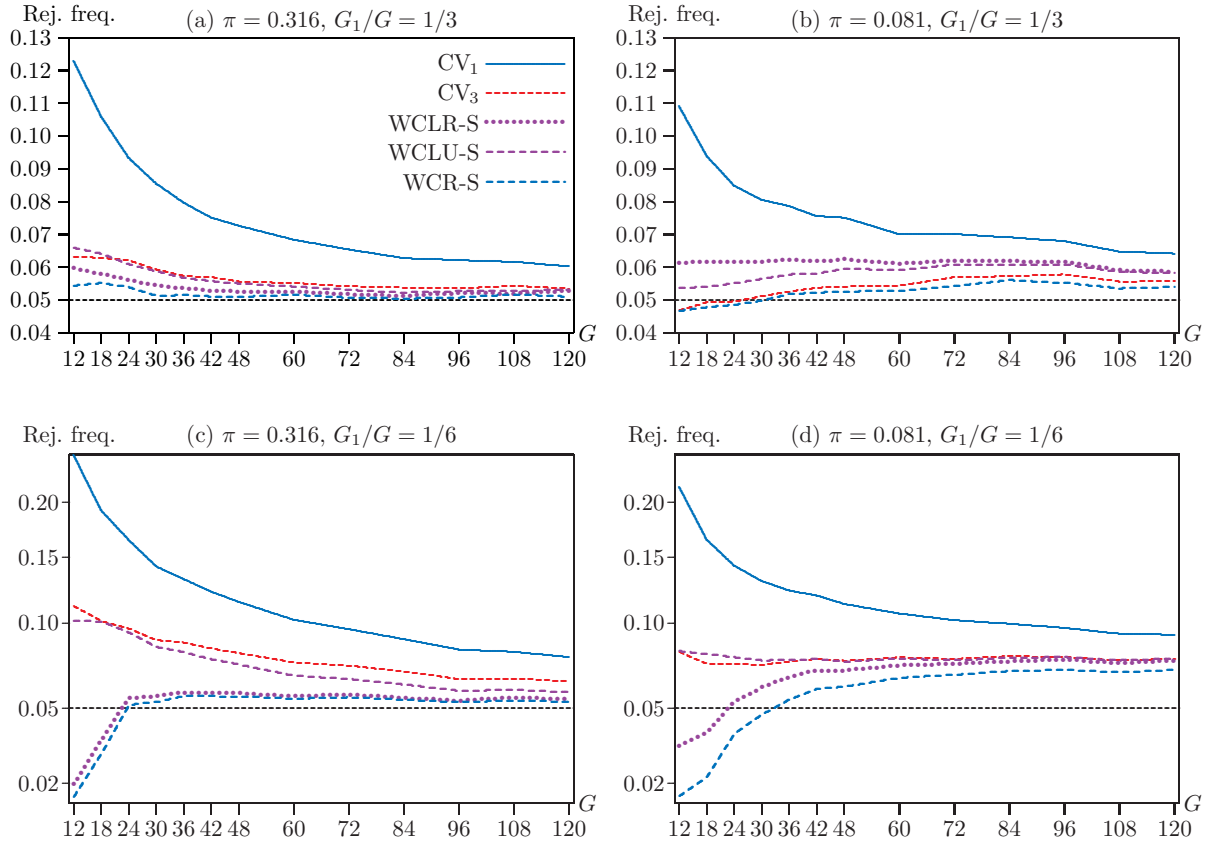 Rej. freq.
(a) π = 0.316, G₁/G = 1/3
0.13
0.12
0.11
0.10
0.09
0.08
0.07
0.06
0.05
0.04
CV₁
CV₃
WCLR-S
WCLU-S
WCR-S
G
12 18 24 30 36 42 48 60 72 84 96 108 120
Rej. freq.
(b) π = 0.081, G₁/G = 1/3
0.13
0.12
0.11
0.10
0.09
0.08
0.07
0.06
0.05
0.04
G
12 18 24 30 36 42 48 60 72 84 96 108 120
Rej. freq.
(c) π = 0.316, G₁/G = 1/6
0.20
0.15
0.10
0.05
0.02
G
12 18 24 30 36 42 48 60 72 84 96 108 120
Rej. freq.
(d) π = 0.081, G₁/G = 1/6
0.20
0.15
0.10
0.05
0.02
G
12 18 24 30 36 42 48 60 72 84 96 108 120